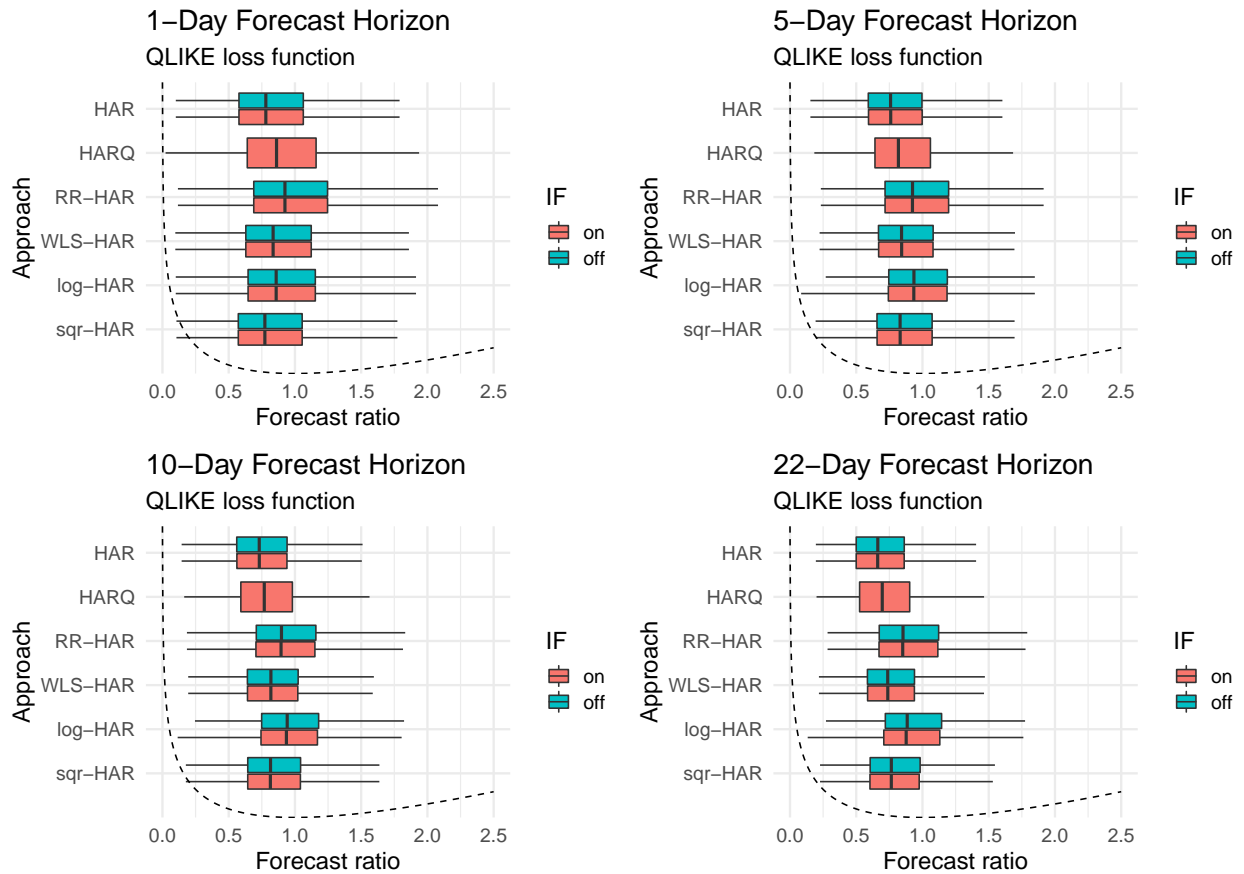 1−Day Forecast Horizon
QLIKE loss function
HAR
HARQ
RR−HAR
WLS−HAR
log−HAR
sqr−HAR
Approach
0.0 0.5 1.0 1.5 2.0 2.5
Forecast ratio
IF
on
off
5−Day Forecast Horizon
QLIKE loss function
HAR
HARQ
RR−HAR
WLS−HAR
log−HAR
sqr−HAR
Approach
0.0 0.5 1.0 1.5 2.0 2.5
Forecast ratio
IF
on
off
10−Day Forecast Horizon
QLIKE loss function
HAR
HARQ
RR−HAR
WLS−HAR
log−HAR
sqr−HAR
Approach
0.0 0.5 1.0 1.5 2.0 2.5
Forecast ratio
IF
on
off
22−Day Forecast Horizon
QLIKE loss function
HAR
HARQ
RR−HAR
WLS−HAR
log−HAR
sqr−HAR
Approach
0.0 0.5 1.0 1.5 2.0 2.5
Forecast ratio
IF
on
off